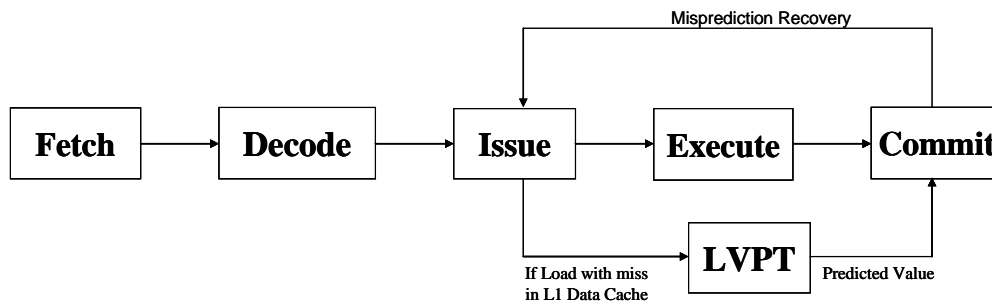 Misprediction Recovery
Fetch
Decode
Issue
Execute
Commit
LVPT
If Load with miss
in L1 Data Cache
Predicted Value